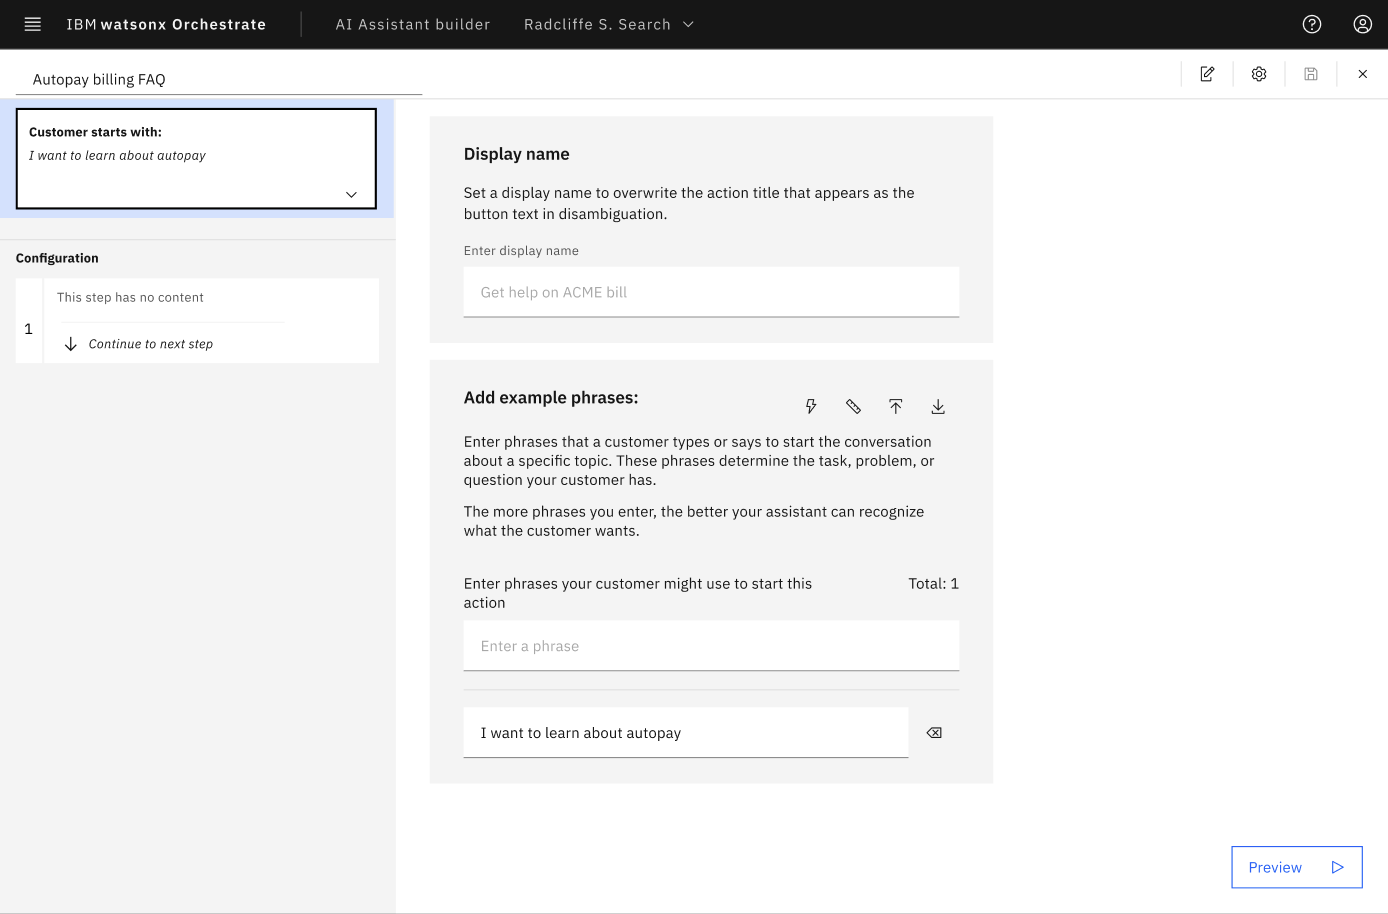 IBM watsonx Orchestrate
AI Assistant builder
Radcliffe S. Search
Autopay billing FAQ
Customer starts with:
I want to learn about autopay
Configuration
1
This step has no content
Continue to next step
Display name
Set a display name to overwrite the action title that appears as the
button text in disambiguation.
Enter display name
Get help on ACME bill
Add example phrases:
Enter phrases that a customer types or says to start the conversation
about a specific topic. These phrases determine the task, problem, or
question your customer has.
The more phrases you enter, the better your assistant can recognize
what the customer wants.
Enter phrases your customer might use to start this
action
Total: 1
Enter a phrase
I want to learn about autopay
Preview